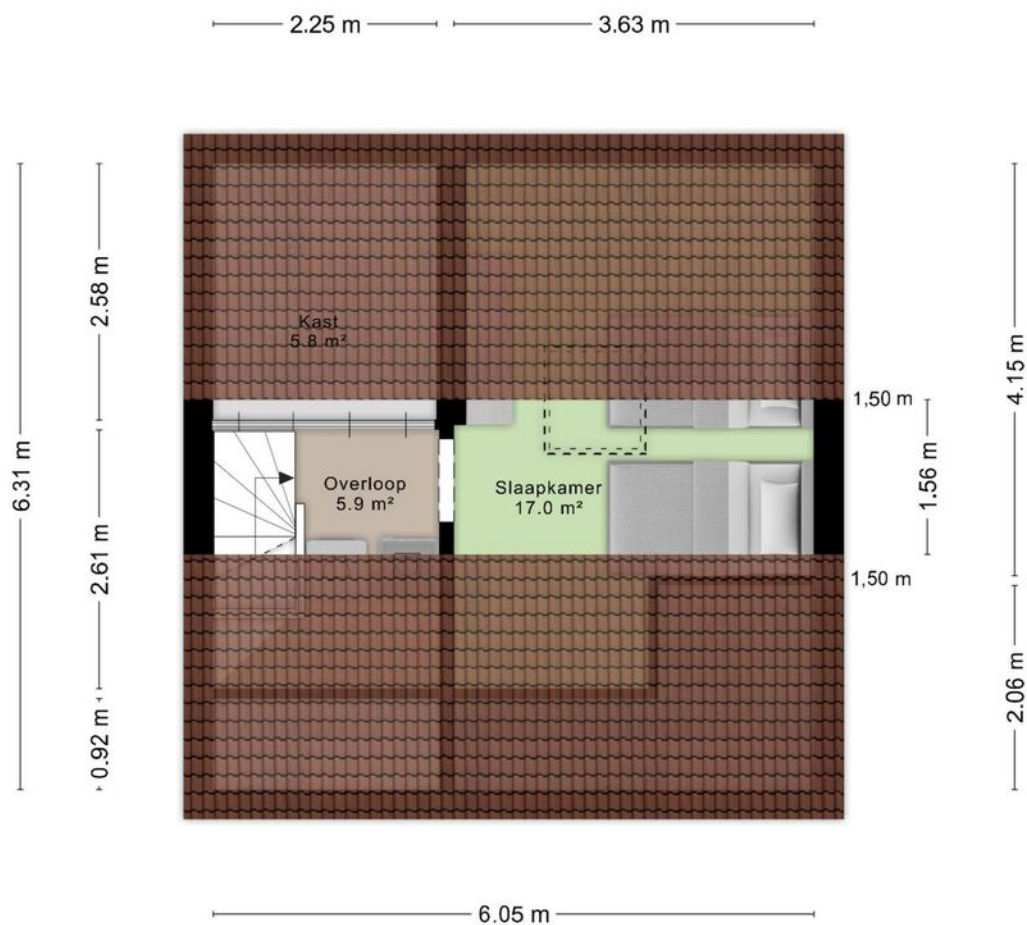 2.25 m
3.63 m
6.31 m
2.58 m
2.61 m
0.92 m
Kast
5.8 m²
Overloop
5.9 m²
Slaapkamer
17.0 m²
1,50 m
1.56 m
1,50 m
4.15 m
2.06 m
6.05 m